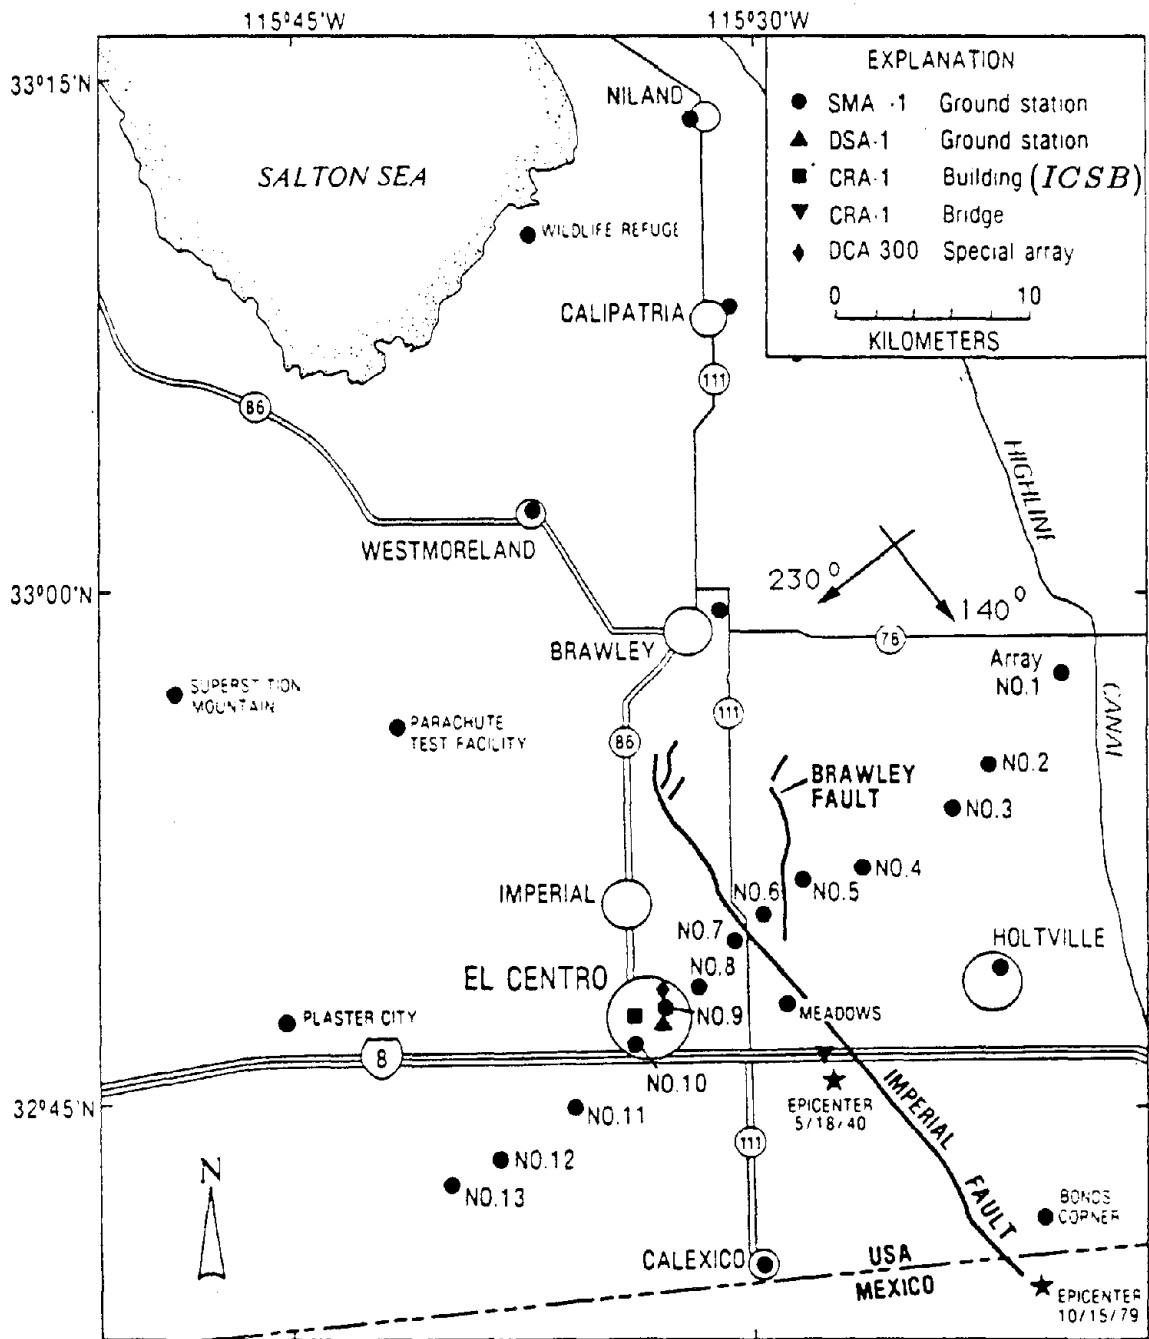 115°45'W
115°30'W
33°15'N
EXPLANATION
SMA-1 Ground station
DSA-1 Ground station
CRA-1 Building (ICSB)
CRA-1 Bridge
DCA 300 Special array
0 10
KILOMETERS
NILAND
SALTON SEA
WILDLIFE REFUGE
CALIPATRIA
111
86
HIGHLINE
WESTMORELAND
33°00'N
230°
140°
BRAWLEY
78
Array
NO.1
SUPERSTITION
MOUNTAIN
PARACHUTE
TEST FACILITY
86
111
CANAL
NO.2
BRAWLEY
FAULT
NO.3
NO.4
NO.5
IMPERIAL
NO.6
NO.7
HOLTVILLE
NO.8
EL CENTRO
NO.9
MEADOWS
PLASTER CITY
8
NO.10
IMPERIAL
FAULT
32°45'N
NO.11
EPICENTER
5/18/40
111
NO.12
NO.13
N
BONDS
CORNER
CALEXICO
USA
MEXICO
EPICENTER
10/15/79